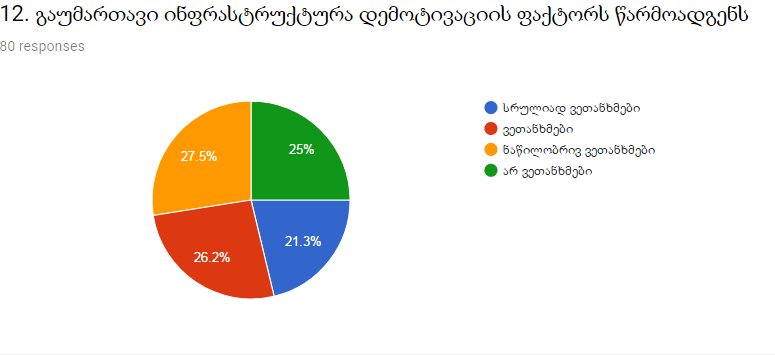 12. გაუმართავი ინფრასტრუქტურა დემოტივაციის ფაქტორს წარმოადგენს
80 responses
სრულიად ვეთანხმები
ვეთანხმები
ნაწილობრივ ვეთანხმები
არ ვეთანხმები
27.5%
25%
21.3%
26.2%